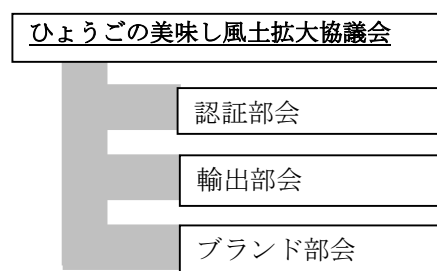 ひょうごの美味し風土拡大協議会
認証部会
輸出部会
ブランド部会